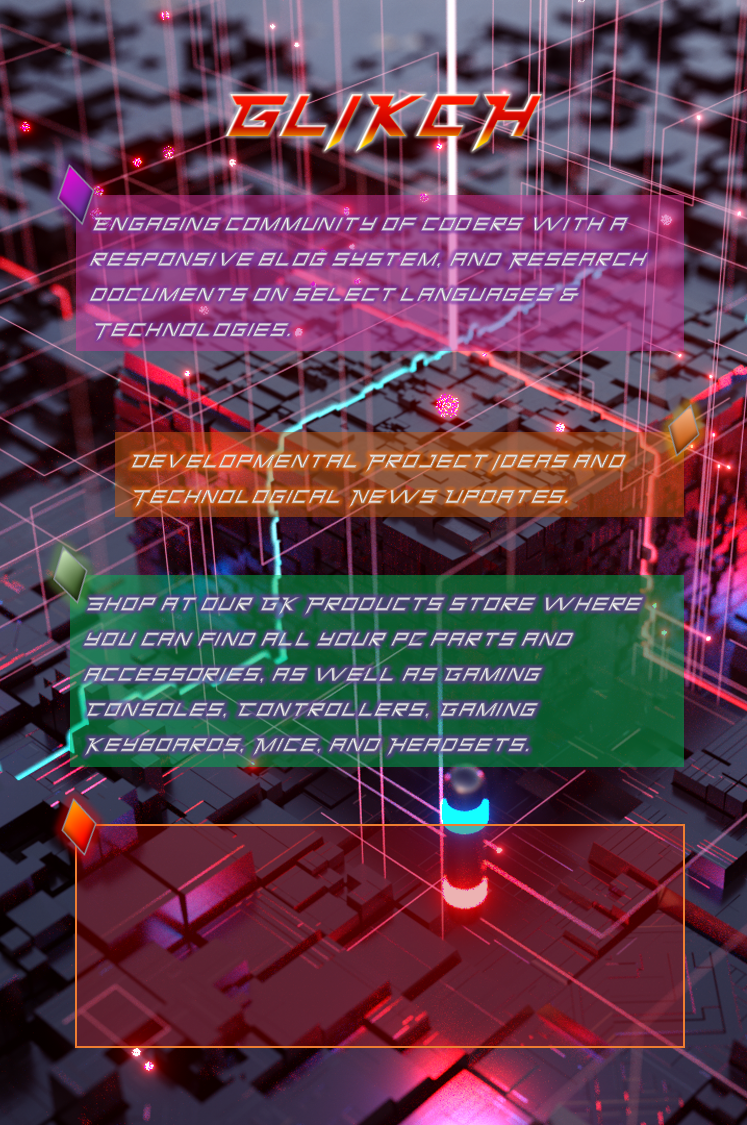 GLIKCH
Engaging community of coders with a
responsive blog system, and Research
documents on select languages &
Technologies.
Developmental Project Ideas and
Technological News updates.
Shop at our GK Products store where
you can find all your pc parts and
accessories, as well as Gaming
Consoles, Controllers, Gaming
Keyboards, Mice, and Headsets.